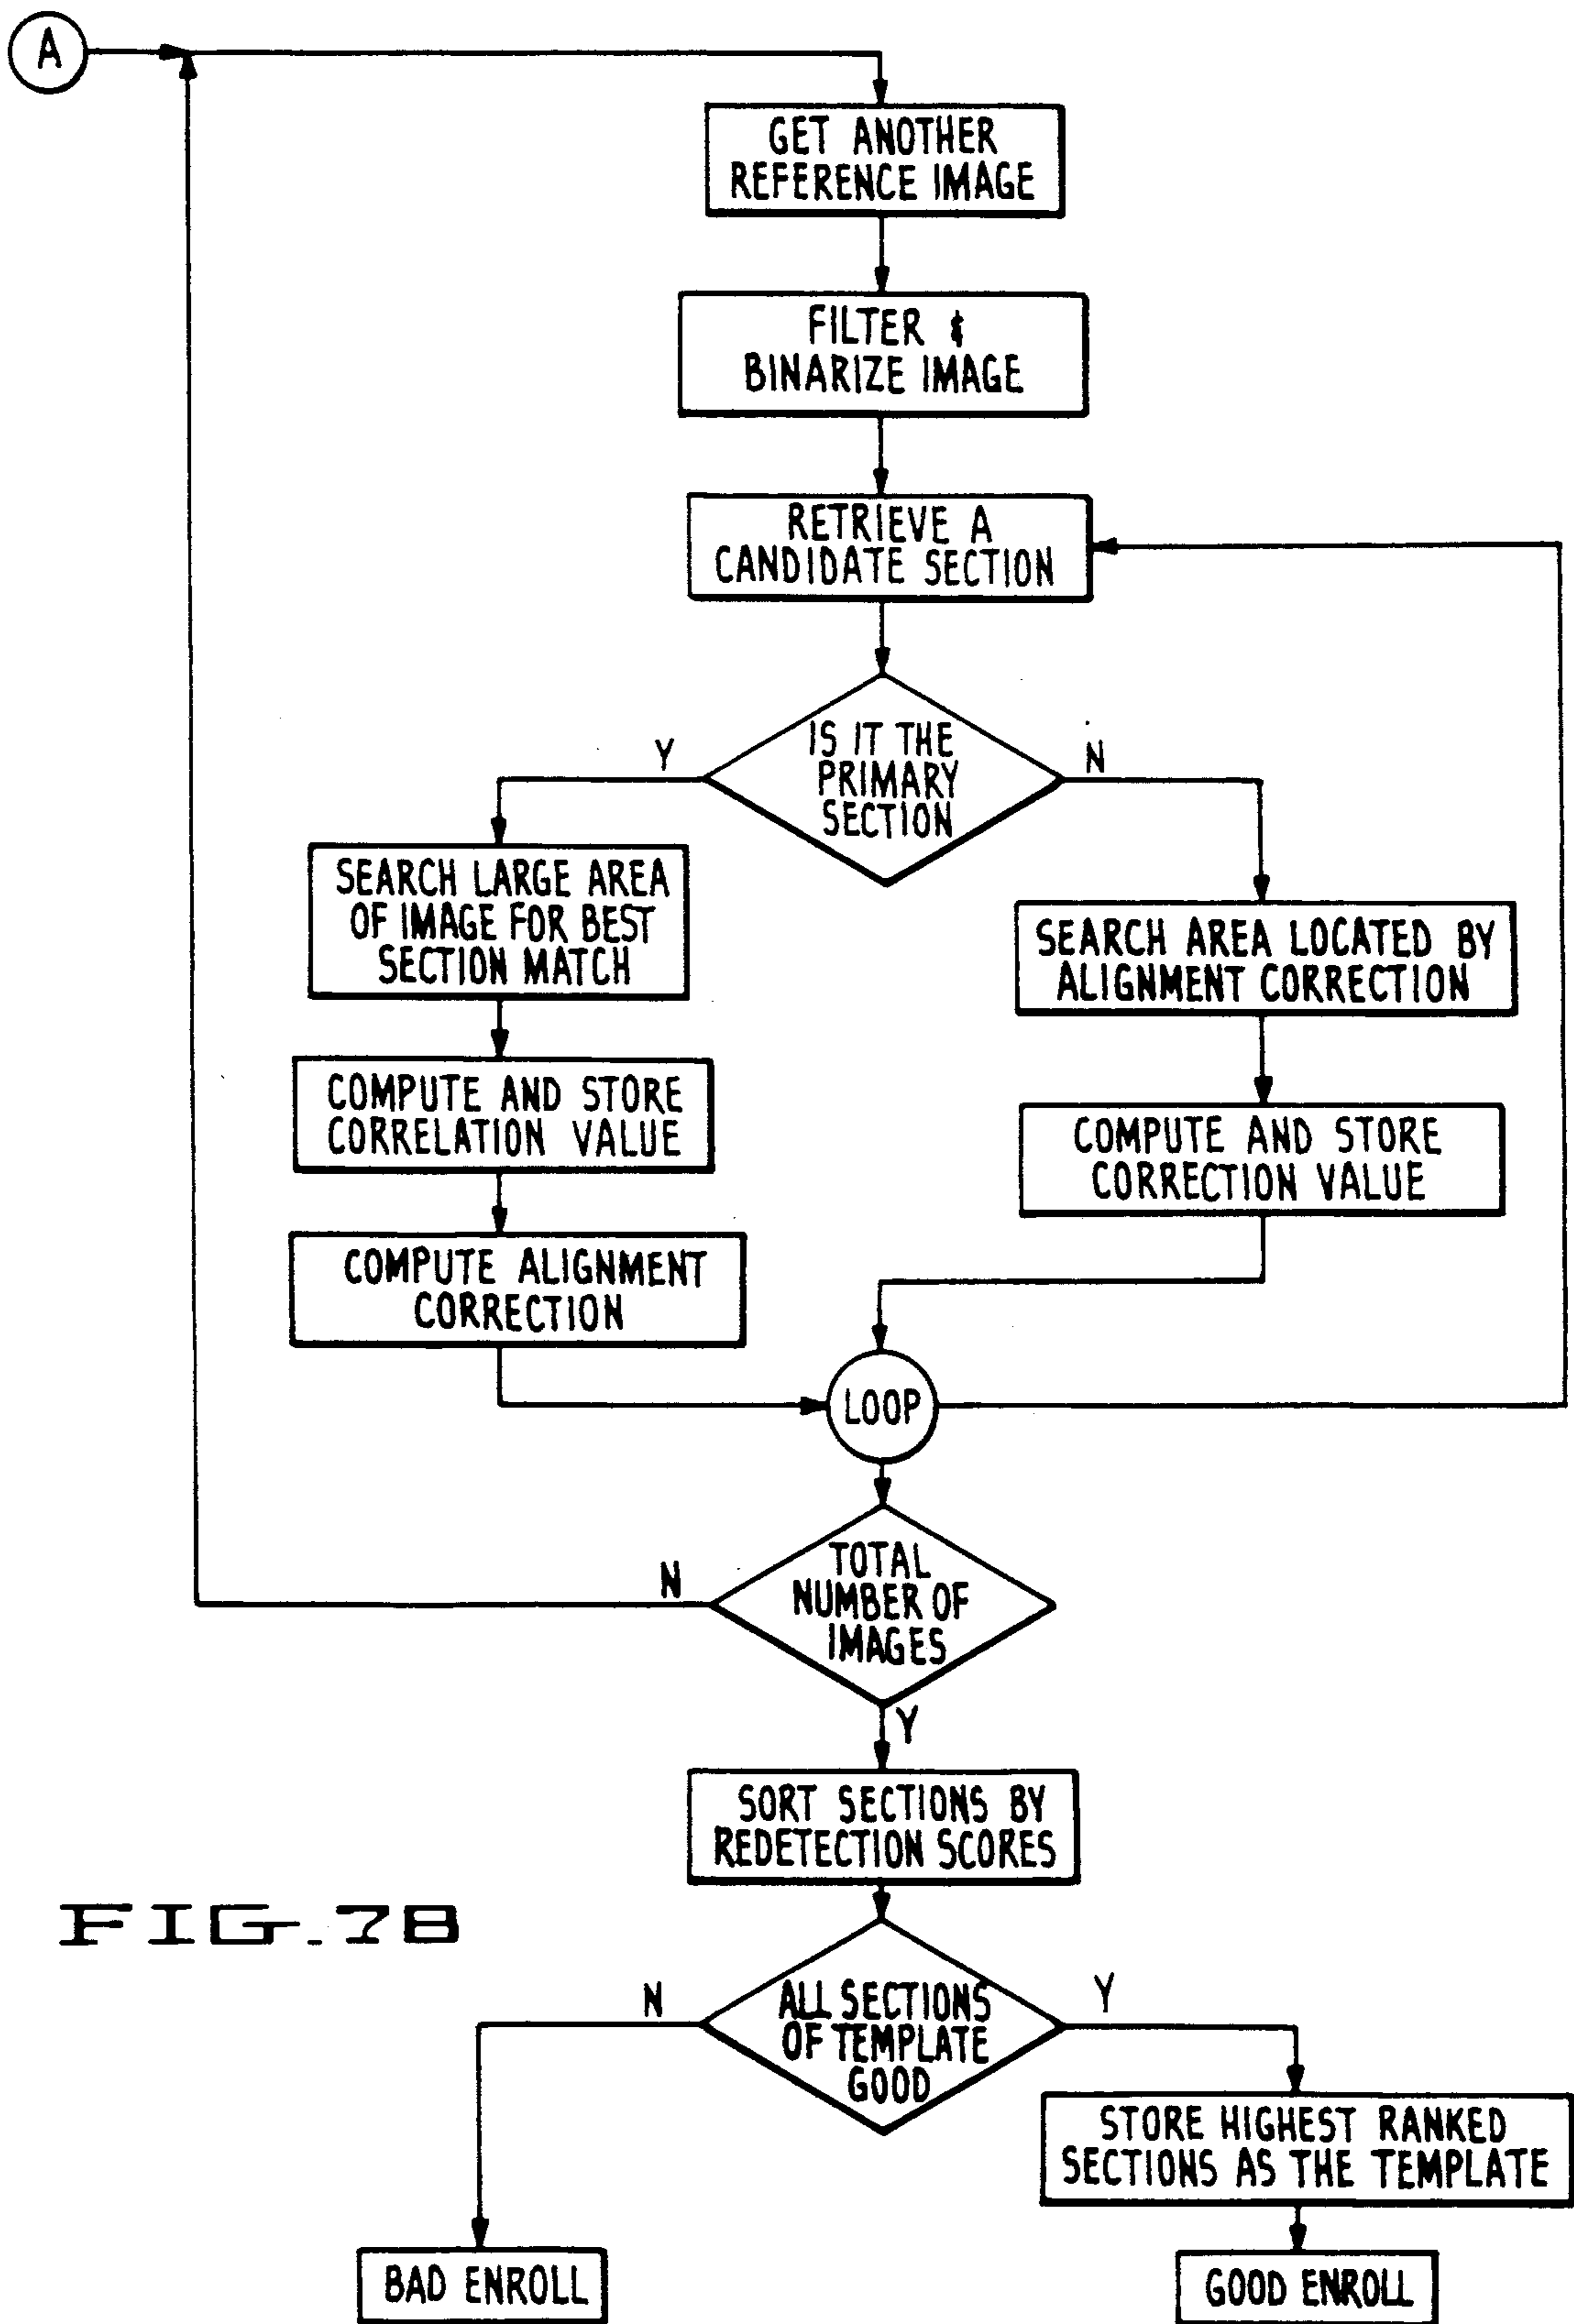 A
GET ANOTHER
REFERENCE IMAGE
FILTER &
BINARIZE IMAGE
RETRIEVE A
CANDIDATE SECTION
IS IT THE
PRIMARY
SECTION
Y
N
SEARCH LARGE AREA
OF IMAGE FOR BEST
SECTION MATCH
SEARCH AREA LOCATED BY
ALIGNMENT CORRECTION
COMPUTE AND STORE
CORRELATION VALUE
COMPUTE AND STORE
CORRECTION VALUE
COMPUTE ALIGNMENT
CORRECTION
LOOP
TOTAL
NUMBER OF
IMAGES
N
Y
SORT SECTIONS BY
REDETECTION SCORES
FIG. 7B
ALL SECTIONS
OF TEMPLATE
GOOD
N
Y
STORE HIGHEST RANKED
SECTIONS AS THE TEMPLATE
BAD ENROLL
GOOD ENROLL